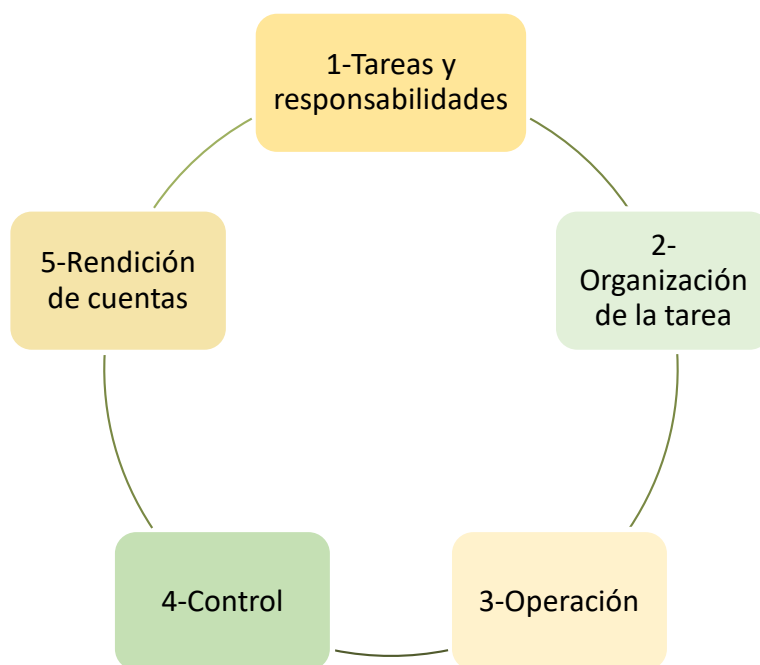 1-Tareas y
responsabilidades
2-
Organización
de la tarea
3-Operación
4-Control
5-Rendición
de cuentas